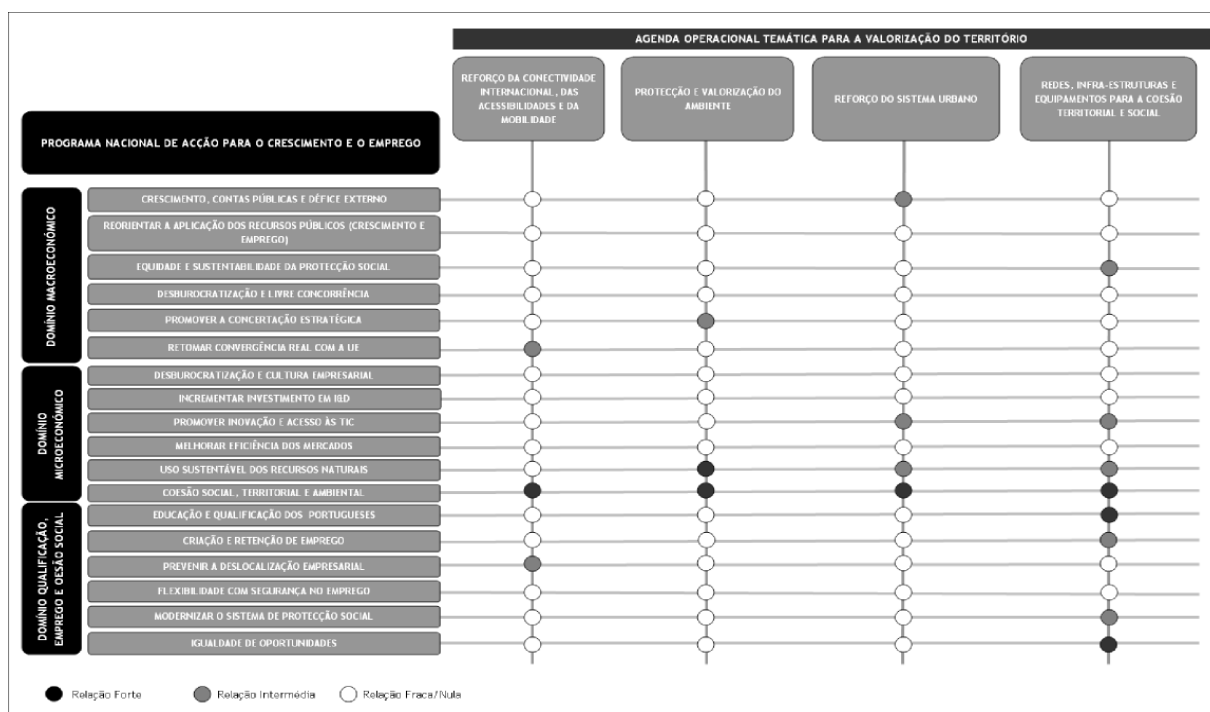 AGENDA OPERACIONAL TEMÁTICA PARA A VALORIZAÇÃO DO TERRITÓRIO
REFORÇO DA CONECTIVIDADE
INTERNACIONAL, DAS
ACESSIBILIDADES E DA
MOBILIDADE
PROTECÇÃO E VALORIZAÇÃO DO
AMBIENTE
REFORÇO DO SISTEMA URBANO
REDES, INFRA-ESTRUTURAS E
EQUIPAMENTOS PARA A COESÃO
TERRITORIAL E SOCIAL
PROGRAMA NACIONAL DE ACÇÃO PARA O CRESCIMENTO E O EMPREGO
DOMÍNIO MACROECONÓMICO
CRESCIMENTO, CONTAS PÚBLICAS E DÉFICE EXTERNO
REORIENTAR A APLICAÇÃO DOS RECURSOS PÚBLICOS (CRESCIMENTO E
EMPREGO)
EQUIDADE E SUSTENTABILIDADE DA PROTECÇÃO SOCIAL
DESBUROCRATIZAÇÃO E LIVRE CONCORRÊNCIA
PROMOVER A CONCERTAÇÃO ESTRATÉGICA
RETOMAR CONVERGÊNCIA REAL COM A UE
DOMÍNIO
MICROECONÓMICO
DESBUROCRATIZAÇÃO E CULTURA EMPRESARIAL
INCREMENTAR INVESTIMENTO EM I&D
PROMOVER INOVAÇÃO E ACESSO ÀS TIC
MELHORAR EFICIÊNCIA DOS MERCADOS
USO SUSTENTÁVEL DOS RECURSOS NATURAIS
COESÃO SOCIAL, TERRITORIAL E AMBIENTAL
DOMÍNIO QUALIFICAÇÃO,
EMPREGO E OESÃO SOCIAL
EDUCAÇÃO E QUALIFICAÇÃO DOS PORTUGUESES
CRIAÇÃO E RETENÇÃO DE EMPREGO
PREVENIR A DESLOCALIZAÇÃO EMPRESARIAL
FLEXIBILIDADE COM SEGURANÇA NO EMPREGO
MODERNIZAR O SISTEMA DE PROTECÇÃO SOCIAL
IGUALDADE DE OPORTUNIDADES
Relação Forte
Relação Intermédia
Relação Fraca/Nula